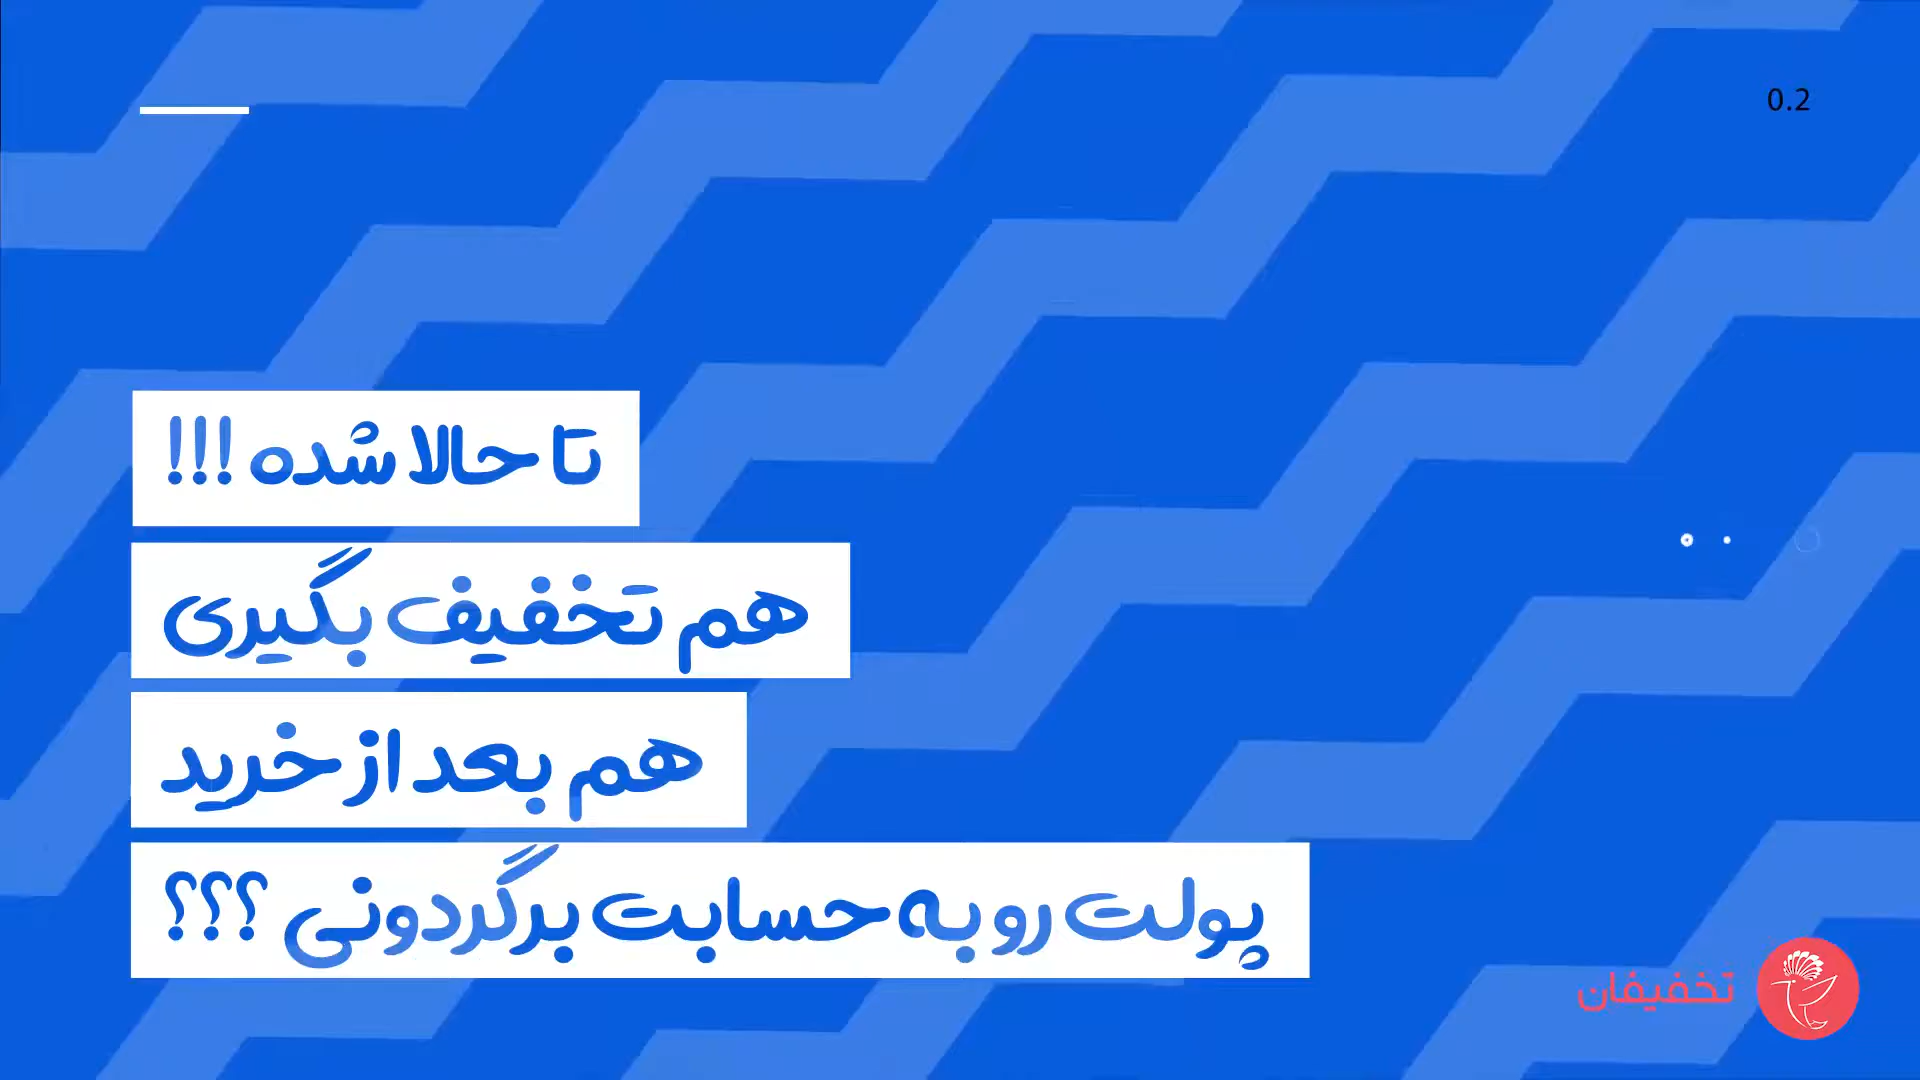 0.2
تا حالا شده !!!
هم تخفیف بگیری
هم بعد از خرید
پولت رو به حسابت برگردونی ؟؟؟
تخفیفان